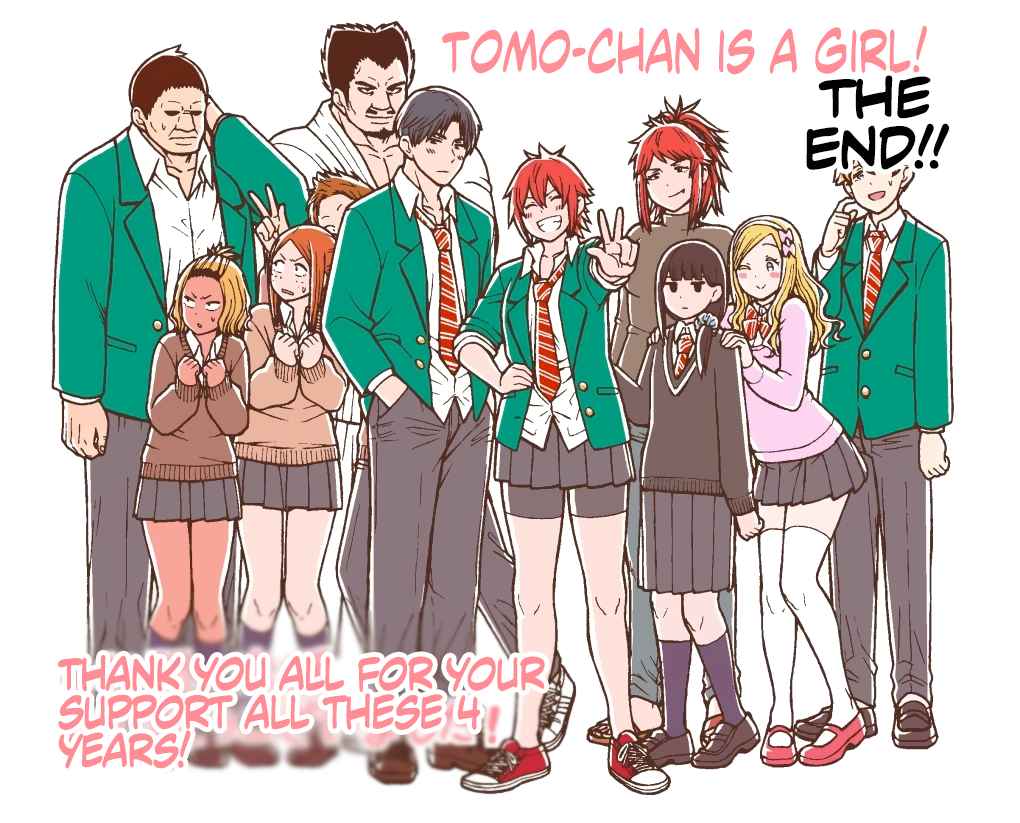 TOMO-CHAN IS A GIRL!
THE
END!!
THANK YOU ALL FOR YOUR
SUPPORT ALL THESE 4
YEARS!